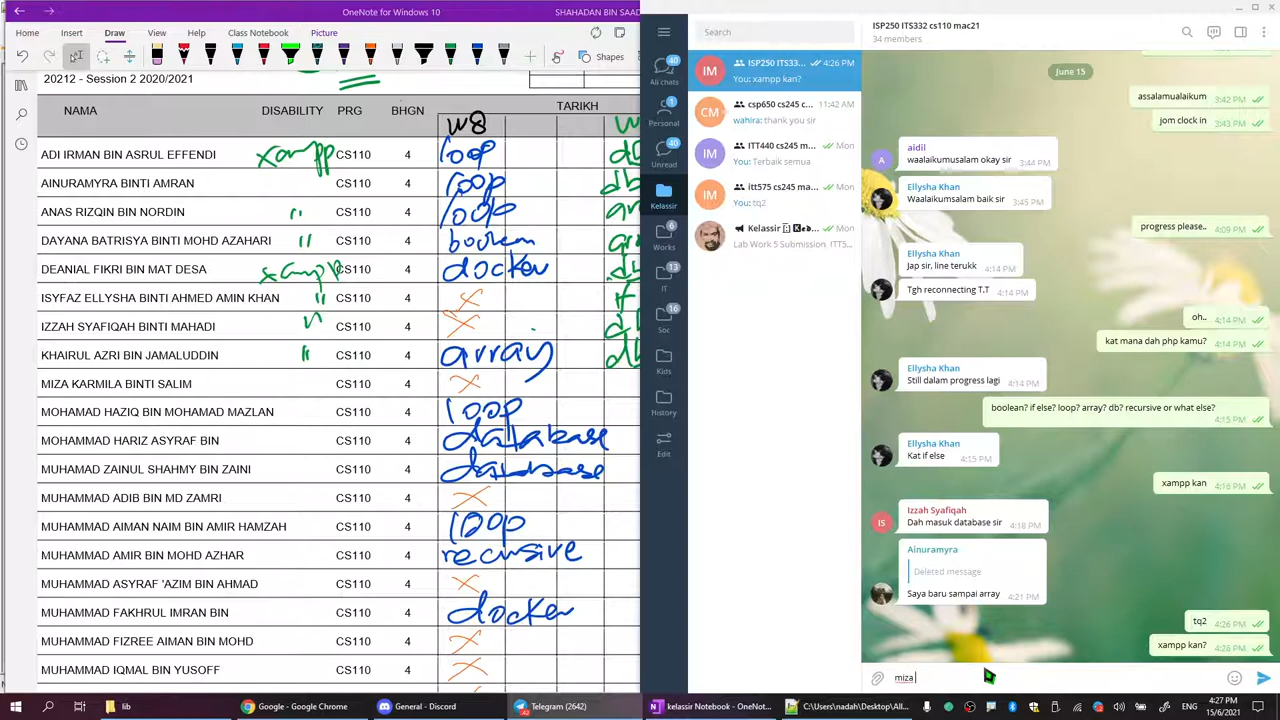 OneNote for Windows 10
SHAHADAN BIN SAA
Home Insert Draw View Help Class Notebook Picture
Shapes
20212 - Session 2 2020/2021
NAMA DISABILITY PRG BHGN TARIKH
W8
ADI IRMAN BIN ASRUL EFFENDI xampp CS110 4 loop
AINURAMYRA BINTI AMRAN CS110 4 loop
ANAS RIZQIN BIN NORDIN " CS110 4 loop
DAYANA BATRISYA BINTI MOHD AZAHARI " CS110 4 boolean
DEANIAL FIKRI BIN MAT DESA xampp CS110 4 docker
ISYFAZ ELLYSHA BINTI AHMED AMIN KHAN " CS110 4 x
IZZAH SYAFIQAH BINTI MAHADI " CS110 4 x
KHAIRUL AZRI BIN JAMALUDDIN " CS110 4 array
MIZA KARMILA BINTI SALIM CS110 4 x
MOHAMAD HAZIQ BIN MOHAMAD MAZLAN CS110 4 loop
MOHAMMAD HARIZ ASYRAF BIN CS110 4 database
MUHAMAD ZAINUL SHAHMY BIN ZAINI CS110 4 database
MUHAMMAD ADIB BIN MD ZAMRI CS110 4 x
MUHAMMAD AIMAN NAIM BIN AMIR HAMZAH CS110 4 loop
MUHAMMAD AMIR BIN MOHD AZHAR CS110 4 recursive
MUHAMMAD ASYRAF 'AZIM BIN AHMAD CS110 4 x
MUHAMMAD FAKHRUL IMRAN BIN CS110 4 docker
MUHAMMAD FIZREE AIMAN BIN MOHD CS110 4 x
MUHAMMAD IQMAL BIN YUSOFF CS110 4 x
40
All chats
1
Personal
40
Unread
Kelassir
6
Works
13
IT
16
Soc
Kids
History
Edit
Search
IM ISP250 ITS33... 4:26 PM
You: xampp kan?
CM csp650 cs245 c... 11:42 AM
wahira: thank you sir
IM ITT440 cs245 m... Mon
You: Terbaik semua
IM itt575 cs245 ma... Mon
You: tq2
Kelassir Mon
Lab Work 5 Submission ITT5...
ISP250 ITS332 cs110 mac21
34 members
June 15
assalamualaikum 3:42 PM
jom clock in 3:43 PM
aidil
A waalaikumusalam okay sir 3:44 PM
Ellysha Khan
Waalaikumsalam baik sir 3:45 PM
progress please.. 4:09 PM
Ellysha Khan
Jap sir, line terukk 4:14 PM
Tgh reconnecting T.T 4:14 PM
oh.. 4:14 PM
kat mana dah php kamu? 4:14 PM
Ellysha Khan
Still dalam progress lagi 4:14 PM
boolean? if else? loop? array? db? recursive or what else?
4:15 PM
Ellysha Khan
Kat if else 4:15 PM
xampp kan 4:16 PM
Izzah Syafiqah
IS Dah masuk database sir 4:18 PM
Ainuramyra
Deleted message
Saya baru sampai array 4:21 PM
tq2 4:26 PM
xampp kan? 4:26 PM
miza
lib
Google - Google Chrome
General - Discord
Telegram (2642)
kelassir Notebook - OneNot...
C:\Users\nadah\Desktop\All...
4:27 PM
15/6/2021